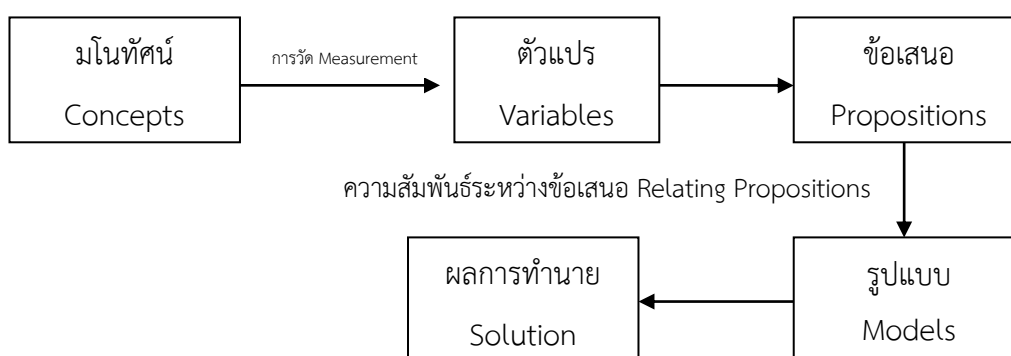 มโนทัศน์
Concepts
การวัด Measurement
ตัวแปร
Variables
ข้อเสนอ
Propositions
ความสัมพันธ์ระหว่างข้อเสนอ Relating Propositions
ผลการทำนาย
Solution
รูปแบบ
Models